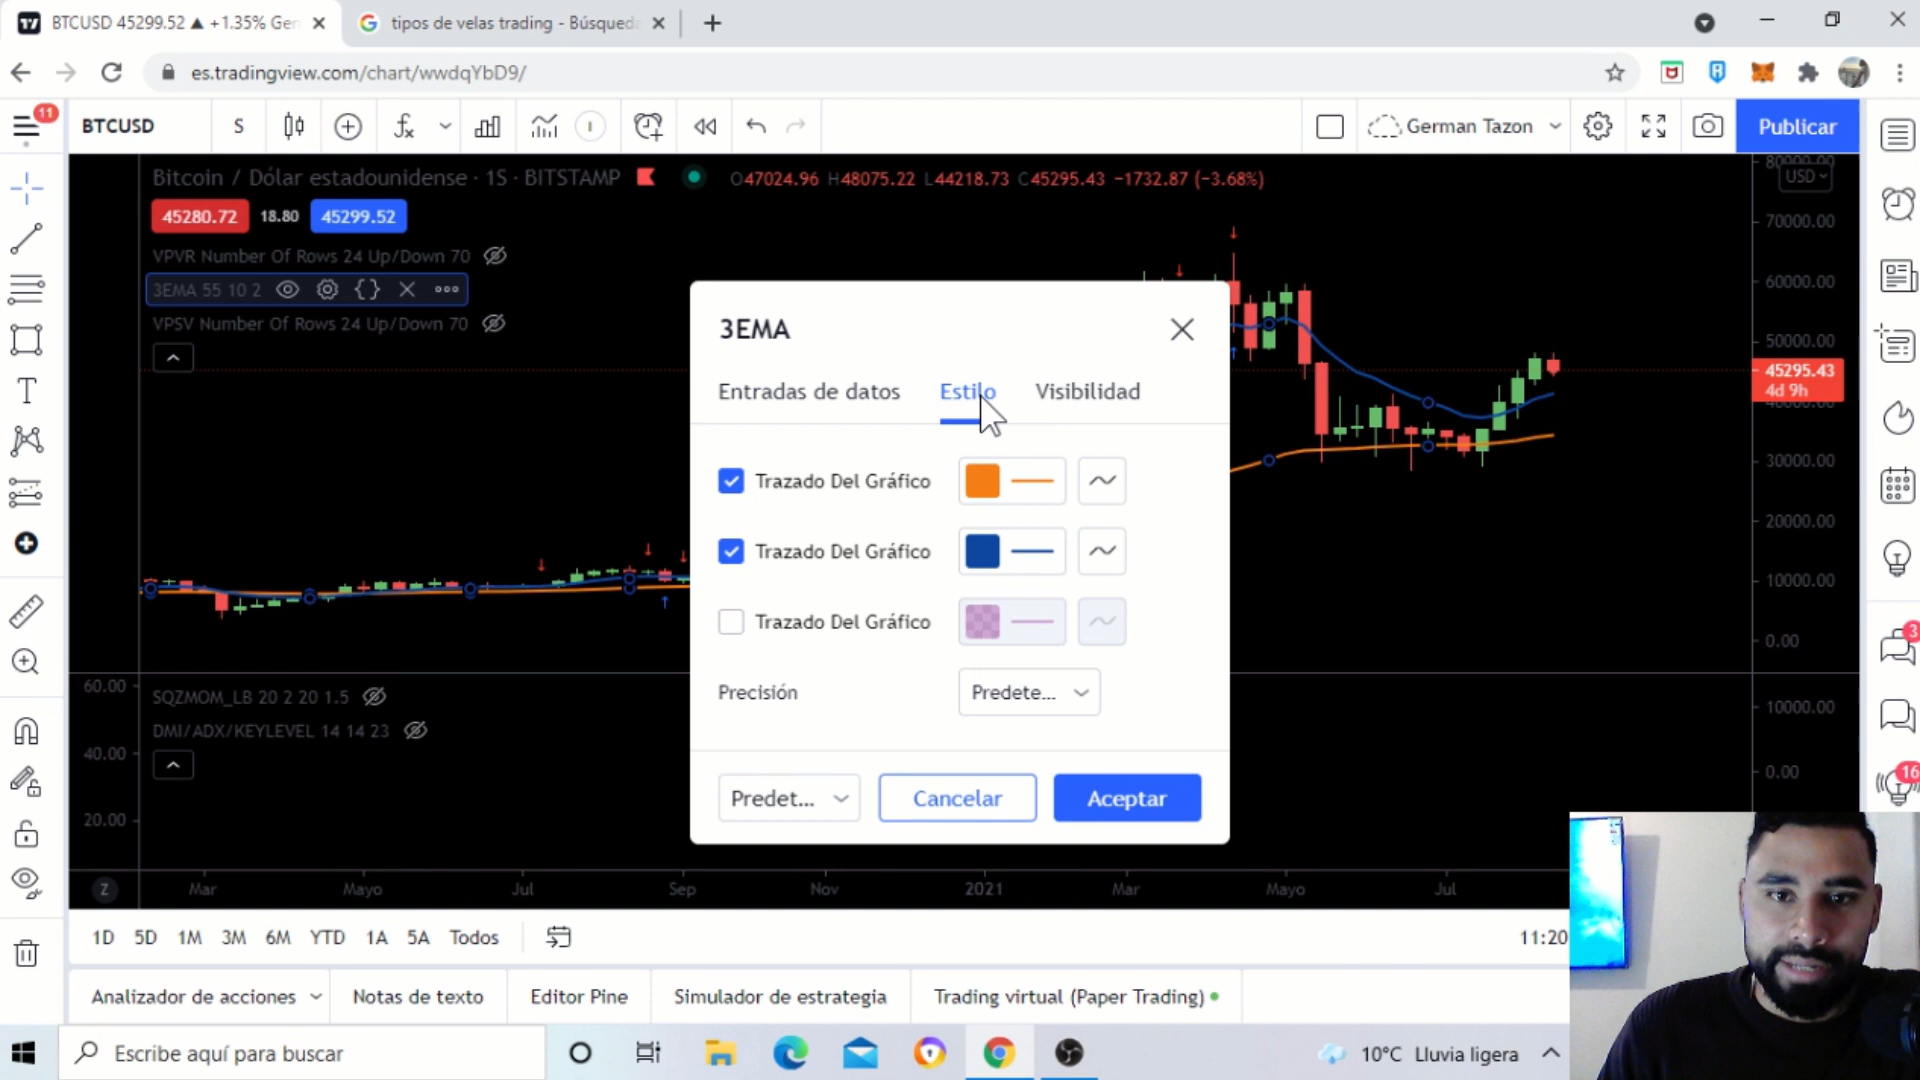 BTCUSD 45299.52 ▲ +1.35% Ger
tipos de velas trading - Búsqued
es.tradingview.com/chart/wwdqYbD9/
11
BTCUSD
S
German Tazon
Publicar
Bitcoin / Dólar estadounidense · 1S · BITSTAMP
O47024.96 H48075.22 L44218.73 C45295.43 −1732.87 (−3.68%)
80000.00
USD
45280.72
18.80
45299.52
70000.00
VPVR Number Of Rows 24 Up/Down 70
3EMA 55 10 2
60000.00
VPSV Number Of Rows 24 Up/Down 70
50000.00
45295.43
4d 9h
40000.00
30000.00
20000.00
10000.00
0.00
3EMA
Entradas de datos
Estilo
Visibilidad
Trazado Del Gráfico
Trazado Del Gráfico
Trazado Del Gráfico
Precisión
Predete...
Predet...
Cancelar
Aceptar
60.00
SQZMOM_LB 20 2 20 1.5
10000.00
DMI/ADX/KEYLEVEL 14 14 23
40.00
0.00
20.00
3
16
Z
Mar
Mayo
Jul
Sep
Nov
2021
Mar
Mayo
Jul
1D
5D
1M
3M
6M
YTD
1A
5A
Todos
11:20
Analizador de acciones
Notas de texto
Editor Pine
Simulador de estrategia
Trading virtual (Paper Trading)
Escribe aquí para buscar
10°C Lluvia ligera